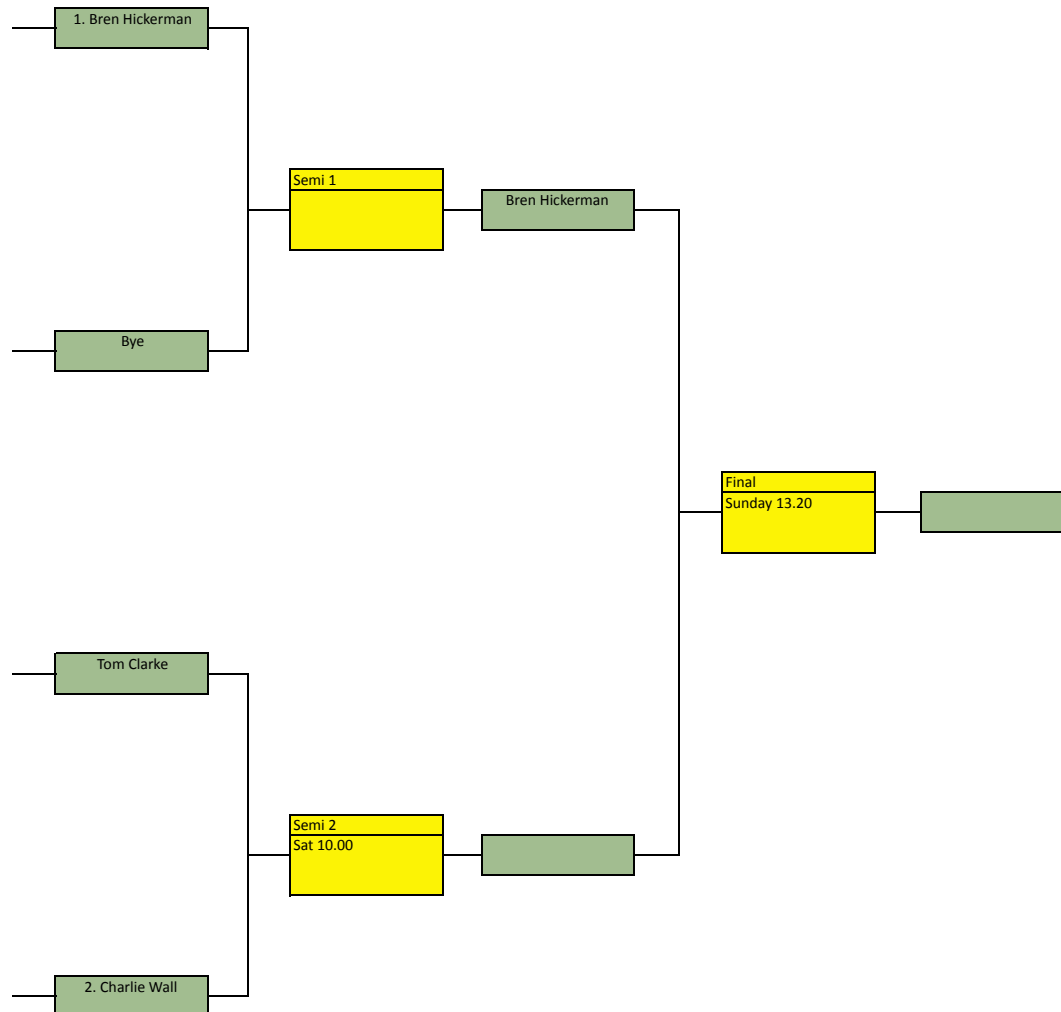 1. Bren Hickerman
Semi 1
Bren Hickerman
Bye
Final
Sunday 13.20
Tom Clarke
Semi 2
Sat 10.00
2. Charlie Wall